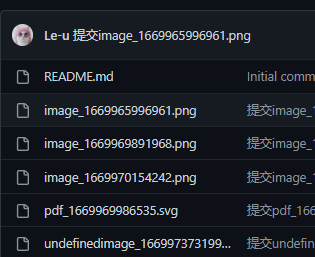 Le-u 提交image_1669965996961.png
README.md Initial comm
image_1669965996961.png 提交image_1
image_1669989891968.png 提交image_1
image_1669970154242.png 提交image_1
pdf_1669969986535.svg 提交pdf_16
undefinedimage_166997373199... 提交undefin